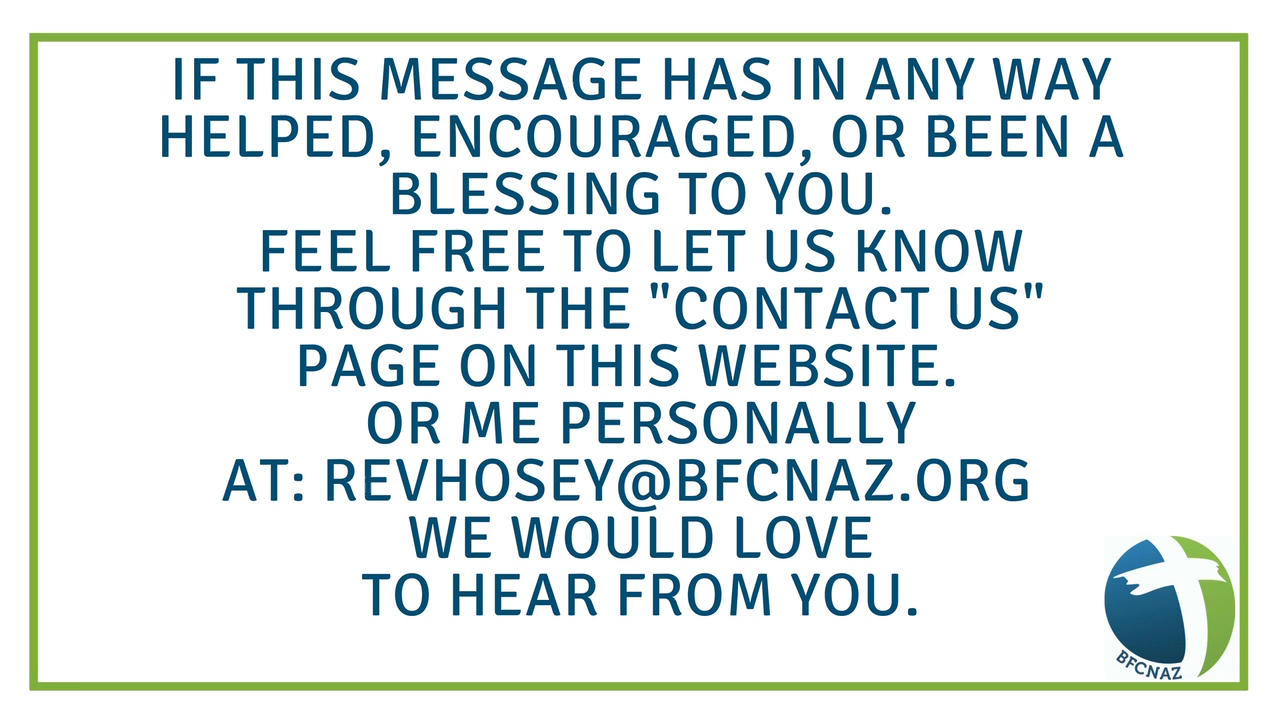 IF THIS MESSAGE HAS IN ANY WAY
HELPED, ENCOURAGED, OR BEEN A
BLESSING TO YOU.
FEEL FREE TO LET US KNOW
THROUGH THE "CONTACT US"
PAGE ON THIS WEBSITE.
OR ME PERSONALLY
AT: REVHOSEY@BFCNAZ.ORG
WE WOULD LOVE
TO HEAR FROM YOU.
BFCNAZ